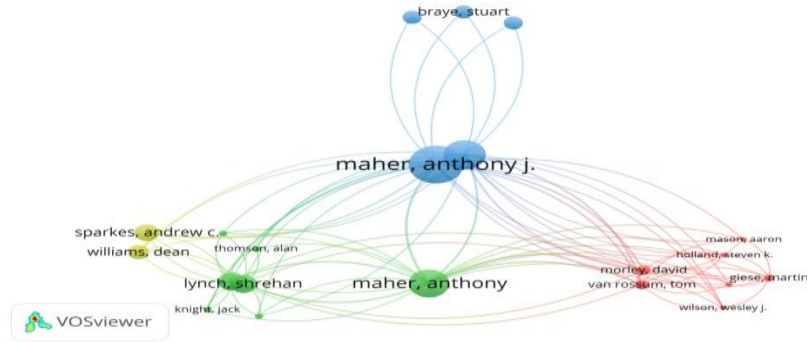 braye, stuart
maher, anthony j.
sparkes, andrew c.
williams, dean
thomson, alan
lynch, shrehan
knight, jack
maher, anthony
mason, aaron
holland, steven k.
morley, david
giese, martin
van rossum, tom
wilson, wesley j.
VOSviewer